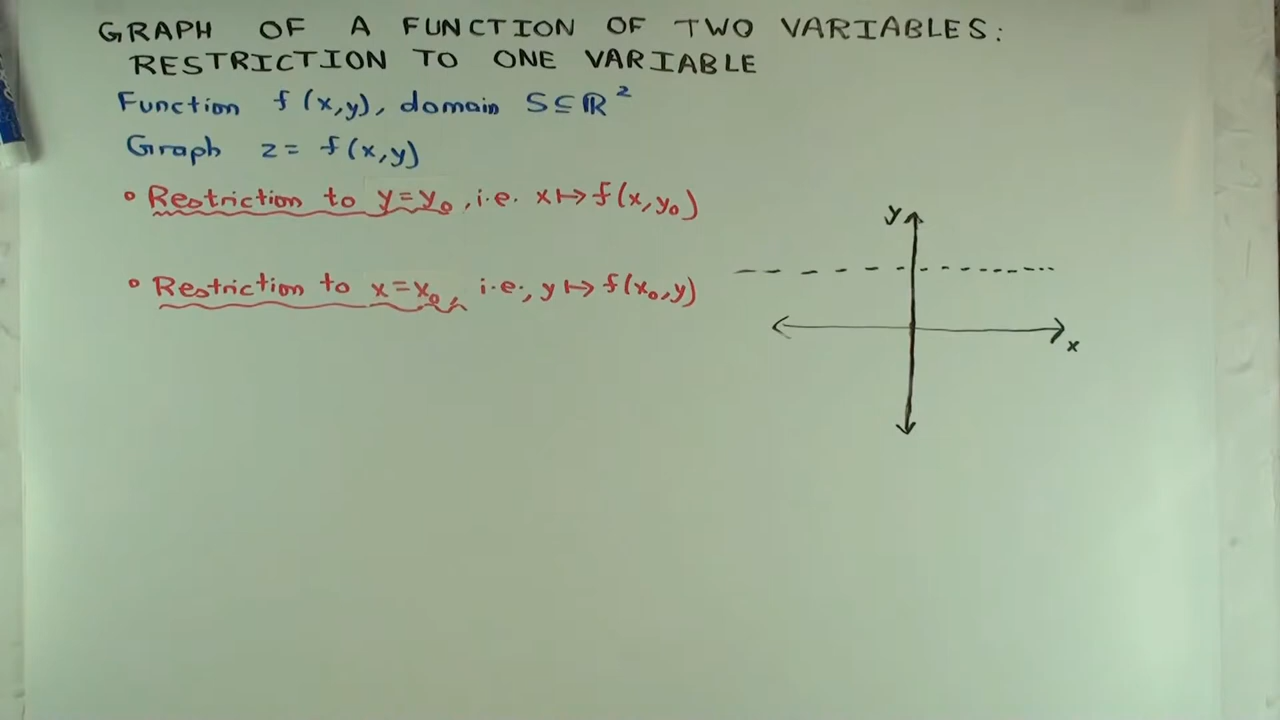 GRAPH OF A FUNCTION OF TWO VARIABLES:
RESTRICTION TO ONE VARIABLE
Function f(x,y), domain S⊆ℝ²
Graph z = f(x,y)
• Restriction to y=y₀, i.e. x↦f(x,y₀)
• Restriction to x=x₀, i.e., y↦f(x₀,y)
y
x